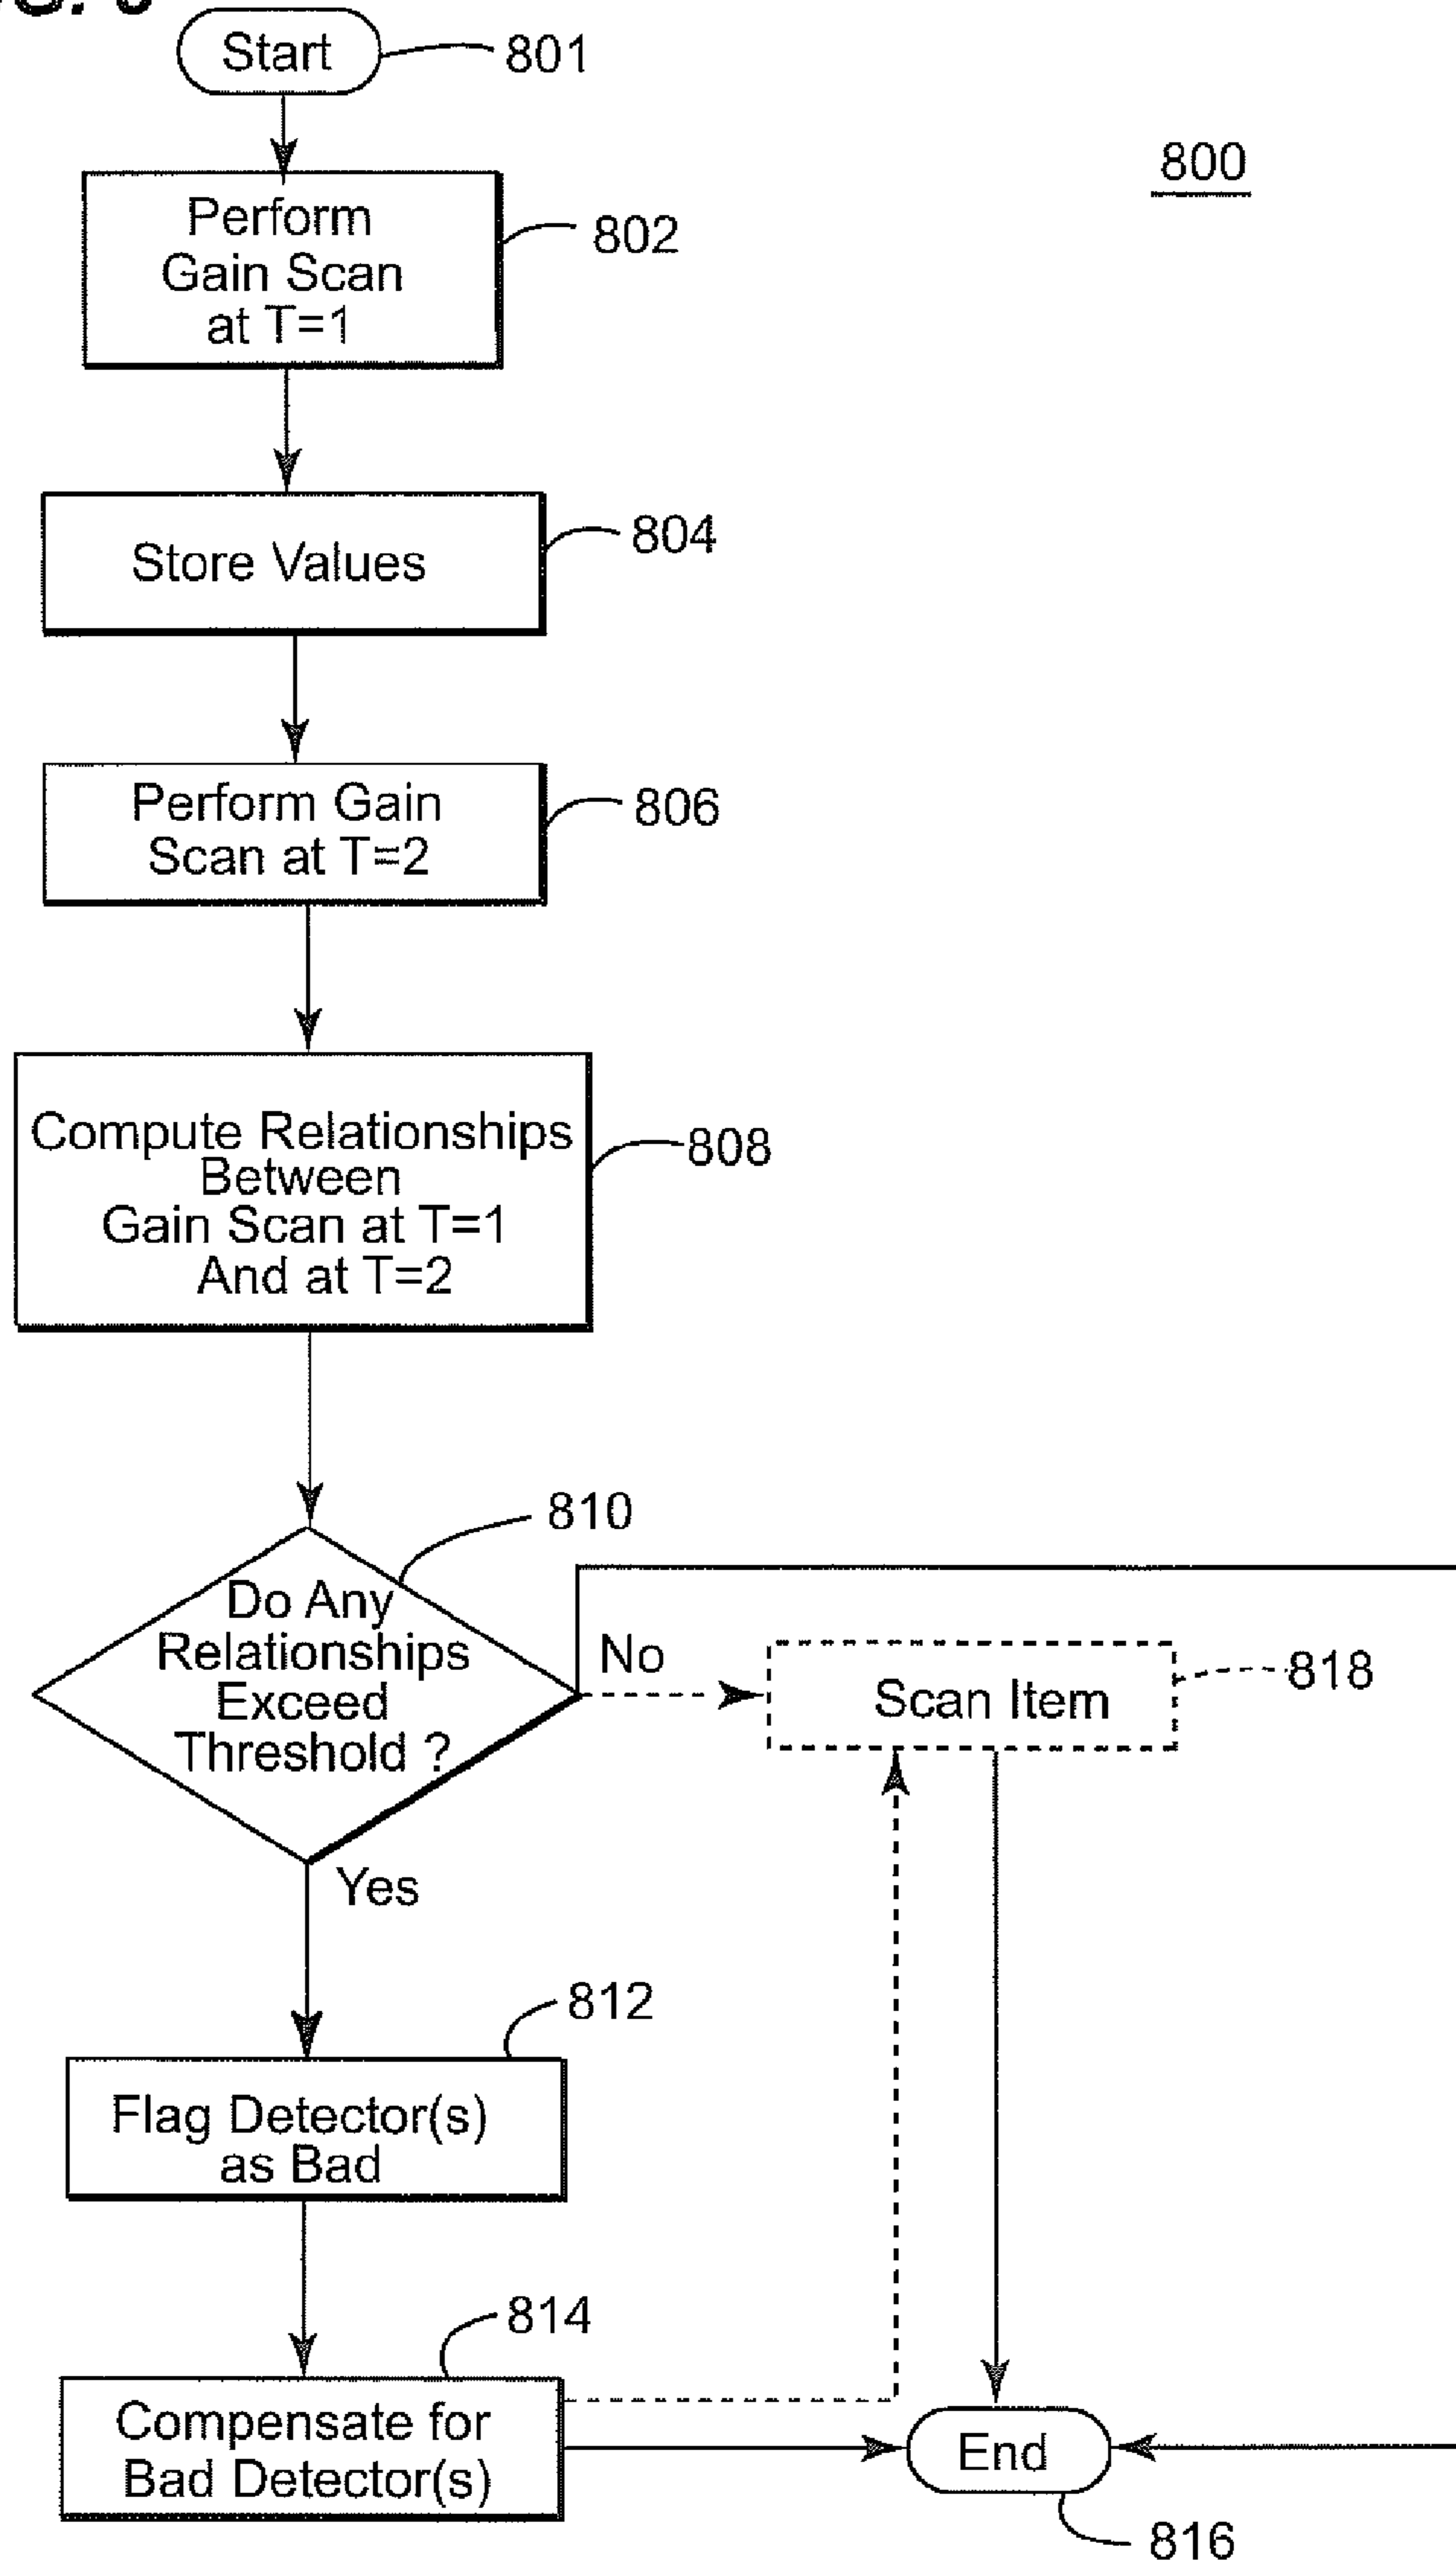 Start
801
800
Perform
Gain Scan
at T=1
802
Store Values
804
Perform Gain
Scan at T=2
806
Compute Relationships
Between
Gain Scan at T=1
And at T=2
808
810
Do Any
Relationships
Exceed
Threshold ?
No
Scan Item
818
Yes
812
Flag Detector(s)
as Bad
814
Compensate for
Bad Detector(s)
End
816